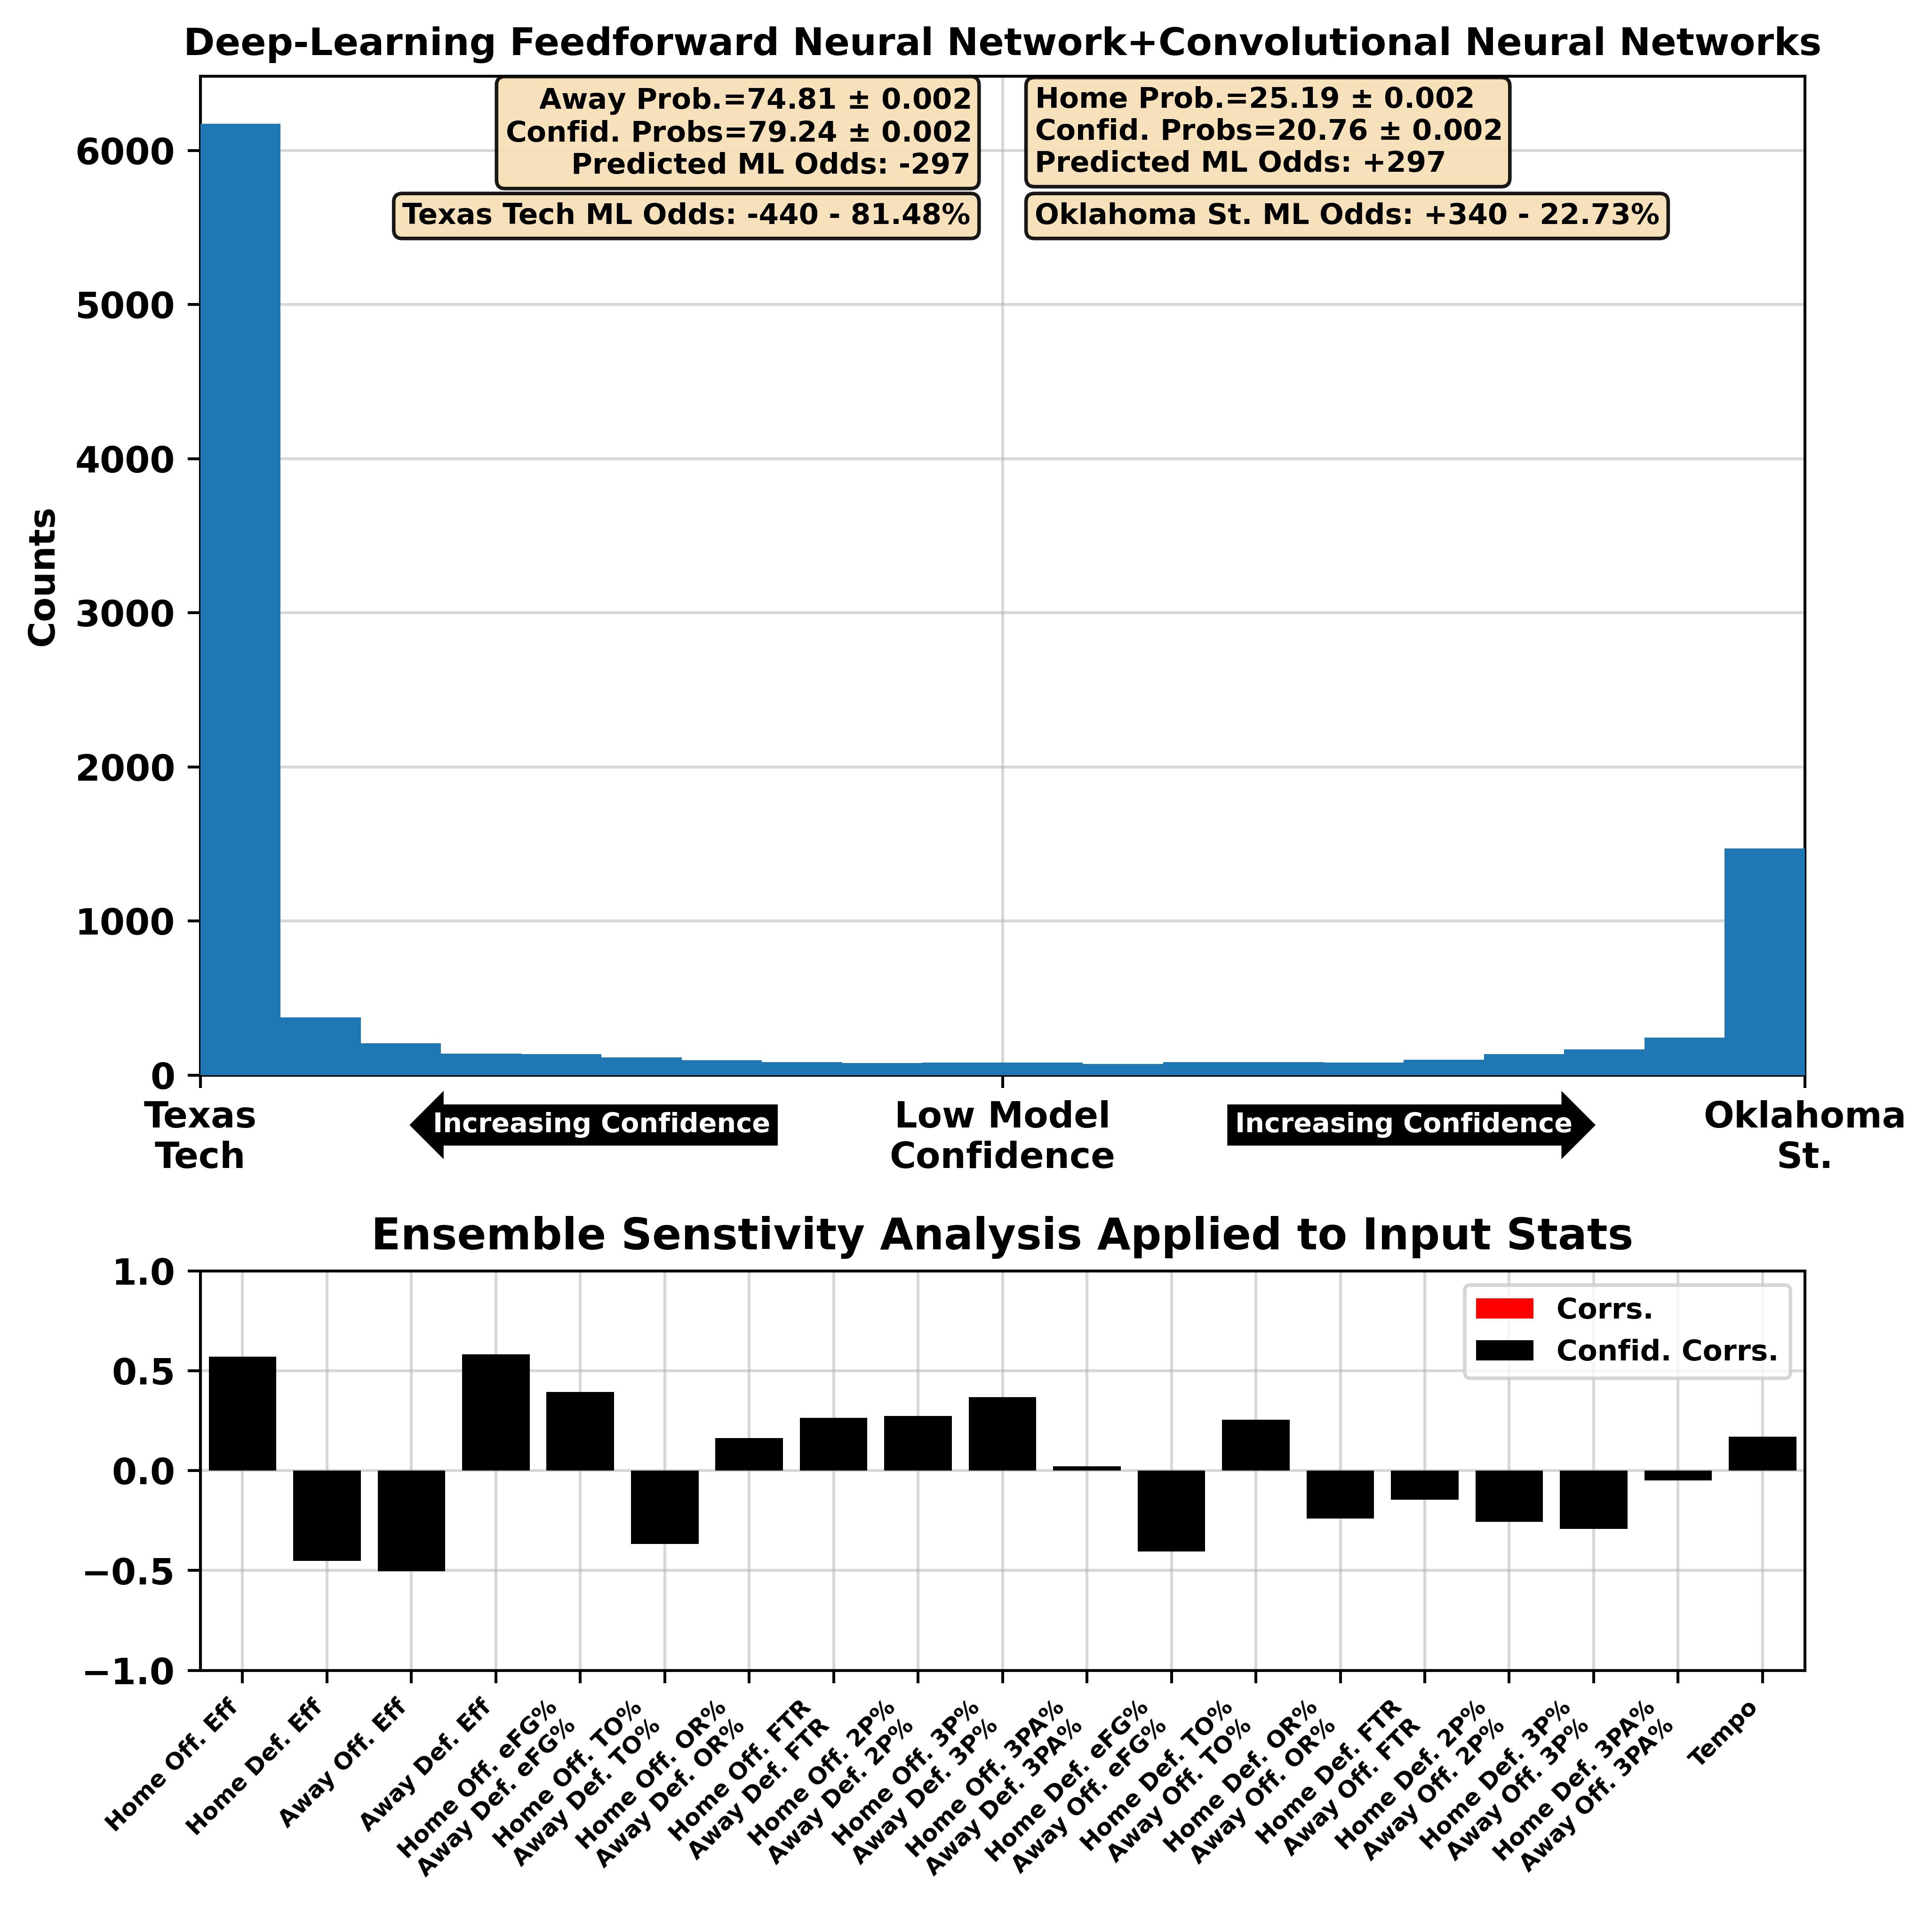 Deep-Learning Feedforward Neural Network+Convolutional Neural Networks
Away Prob.=74.81 ± 0.002
Confid. Probs=79.24 ± 0.002
Predicted ML Odds: -297
Texas Tech ML Odds: -440 - 81.48%
Home Prob.=25.19 ± 0.002
Confid. Probs=20.76 ± 0.002
Predicted ML Odds: +297
Oklahoma St. ML Odds: +340 - 22.73%
Counts
6000
5000
4000
3000
2000
1000
0
Texas
Tech
Increasing Confidence
Low Model
Confidence
Increasing Confidence
Oklahoma
St.
Ensemble Senstivity Analysis Applied to Input Stats
1.0
0.5
0.0
−0.5
−1.0
Corrs.
Confid. Corrs.
Home Off. Eff
Home Def. Eff
Away Off. Eff
Away Def. Eff
Home Off. eFG%
Away Def. eFG%
Home Off. TO%
Away Def. TO%
Home Off. OR%
Away Def. OR%
Home Off. FTR
Away Def. FTR
Home Off. 2P%
Away Def. 2P%
Home Off. 3P%
Away Def. 3P%
Home Off. 3PA%
Away Def. 3PA%
Home Def. eFG%
Away Off. eFG%
Home Def. TO%
Away Off. TO%
Home Def. OR%
Away Off. OR%
Home Def. FTR
Away Off. FTR
Home Def. 2P%
Away Off. 2P%
Home Def. 3P%
Away Off. 3P%
Home Def. 3PA%
Away Off. 3PA%
Tempo